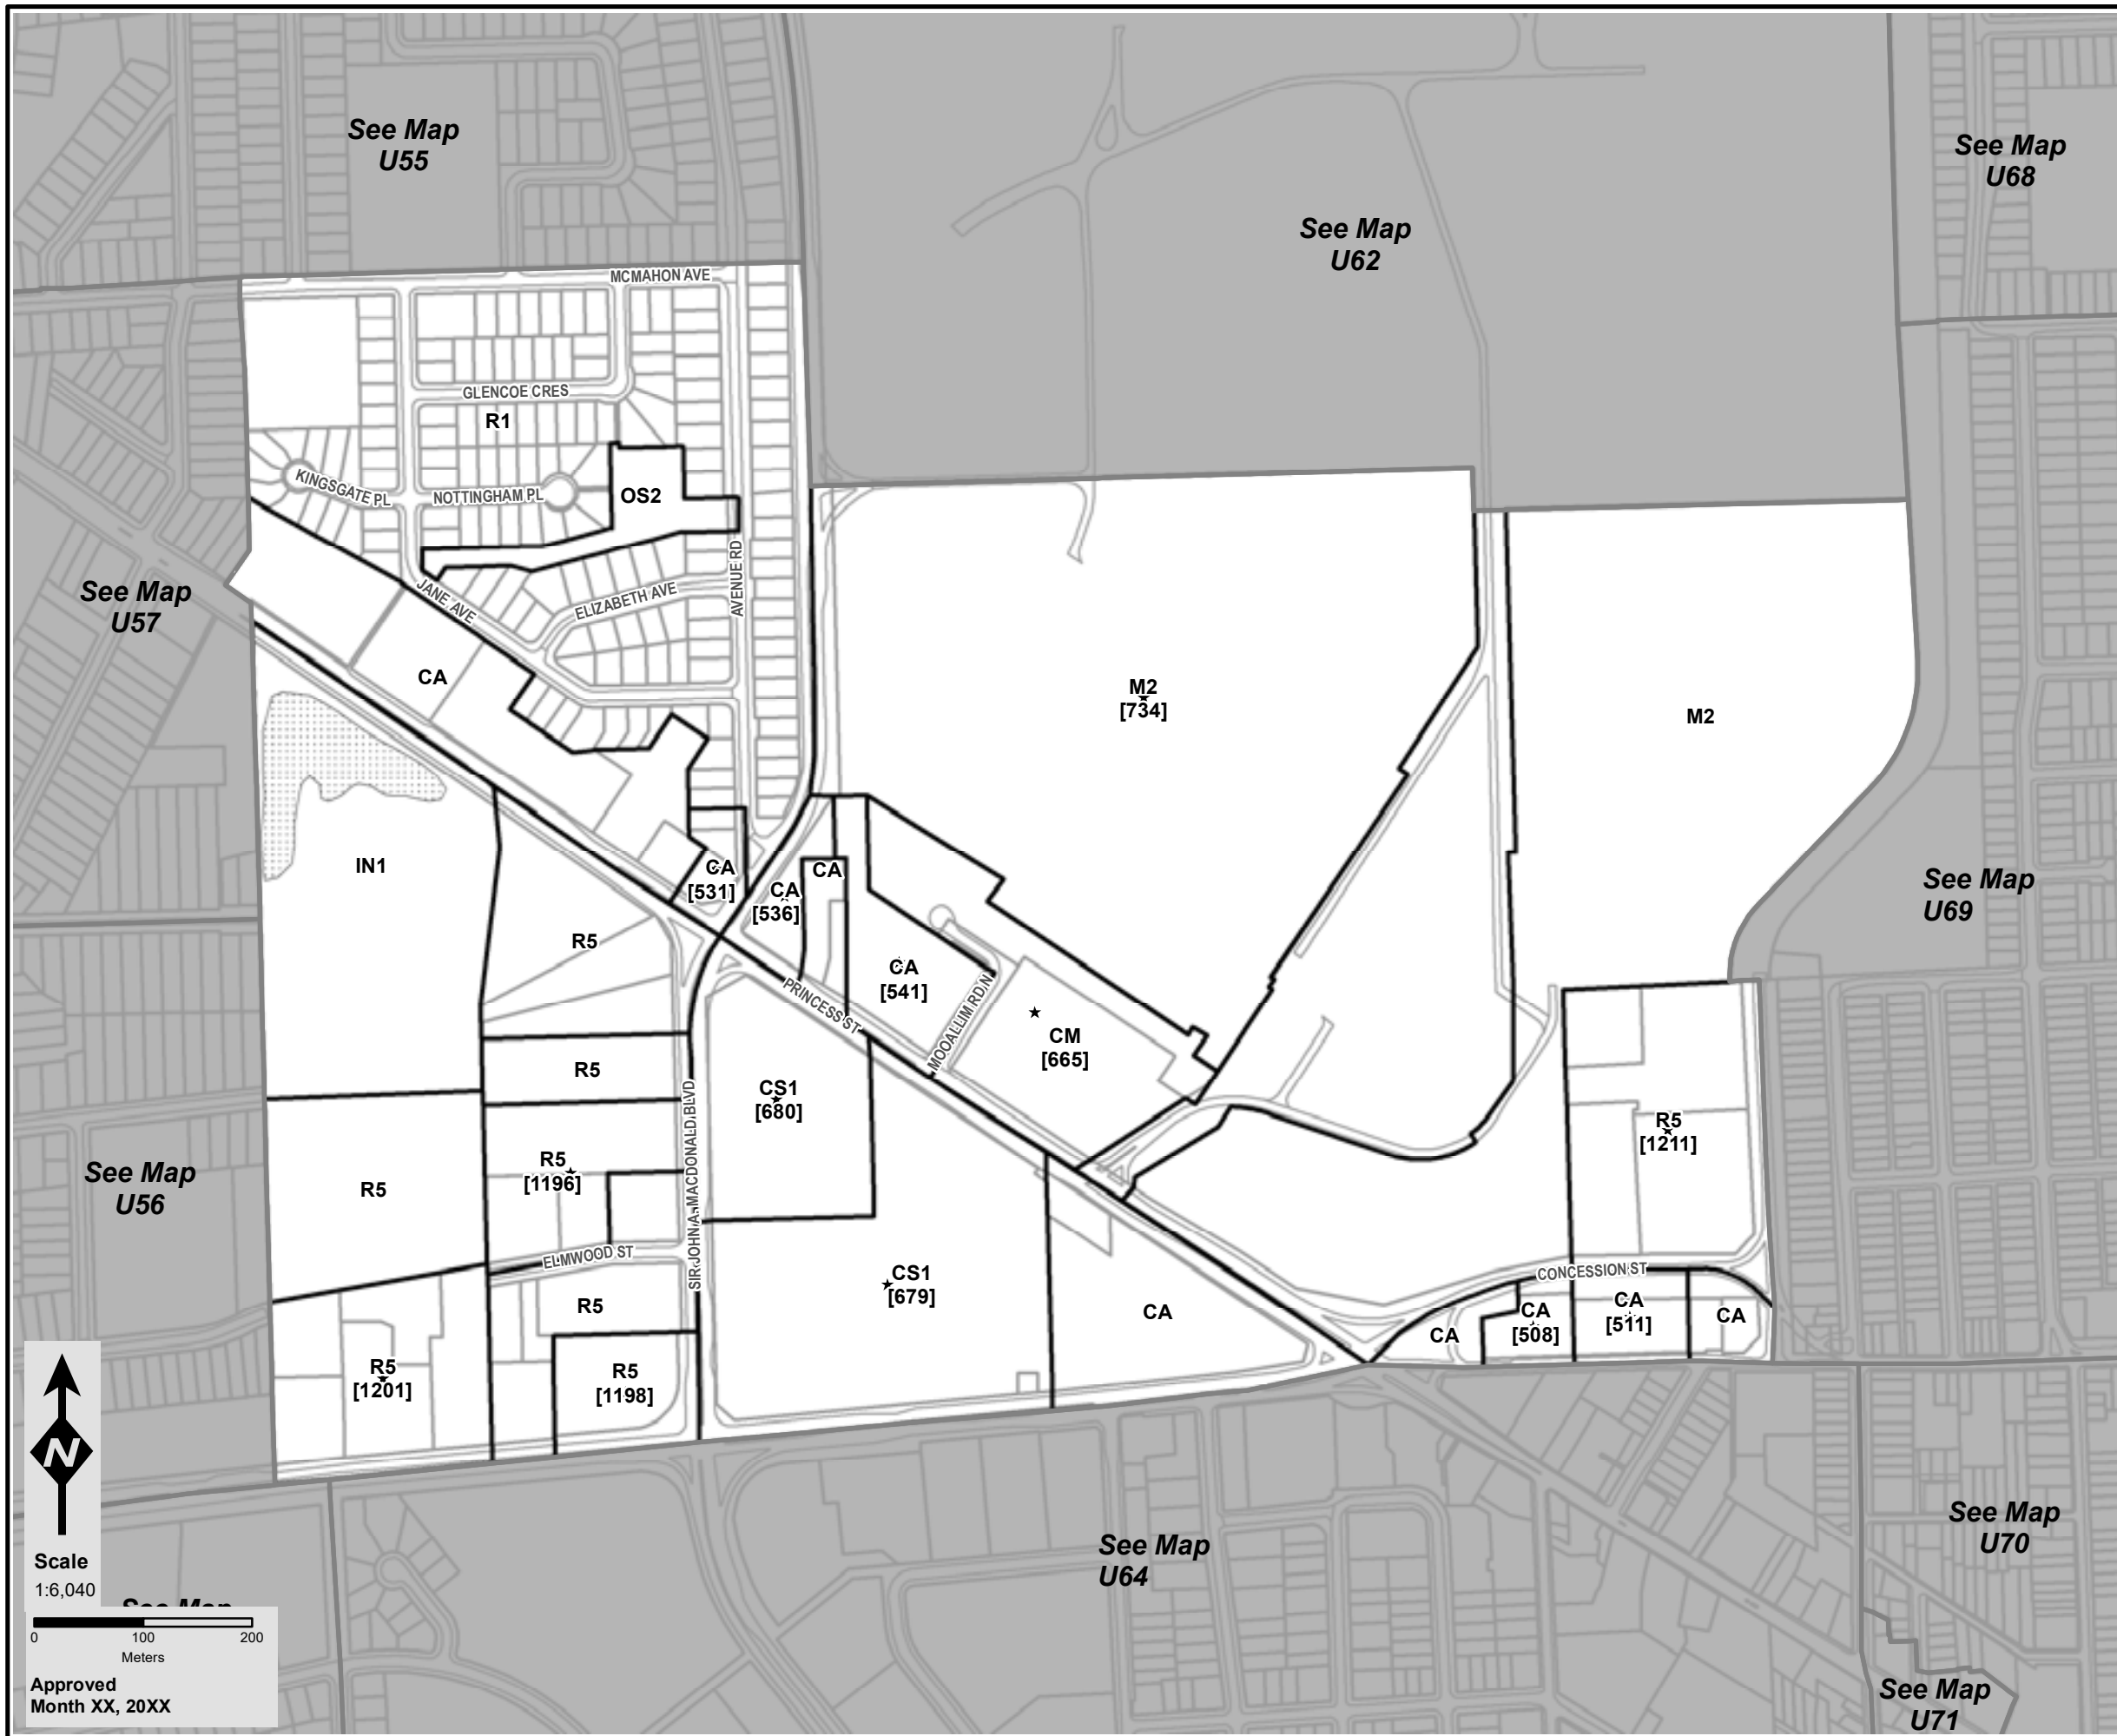 See Map
U55
See Map
U68
See Map
U62
MCMAHON AVE
GLENCOE CRES
R1
KINGSGATE PL
NOTTINGHAM PL
OS2
AVENUE RD
JANE AVE
ELIZABETH AVE
See Map
U57
CA
M2
[734]
M2
IN1
CA
[531]
CA
[536]
CA
See Map
U69
R5
CA
[541]
PRINCESS ST
MOOALLIM RD N
CM
[665]
R5
CS1
[680]
SIR JOHN A. MACDONALD BLVD
R5
[1211]
See Map
U56
R5
R5
[1196]
ELMWOOD ST
CS1
[679]
CONCESSION ST
R5
CA
CA
CA
[508]
CA
[511]
CA
R5
[1201]
R5
[1198]
N
Scale
1:6,040
See Map
0 100 200
Meters
Approved
Month XX, 20XX
See Map
U64
See Map
U70
See Map
U71